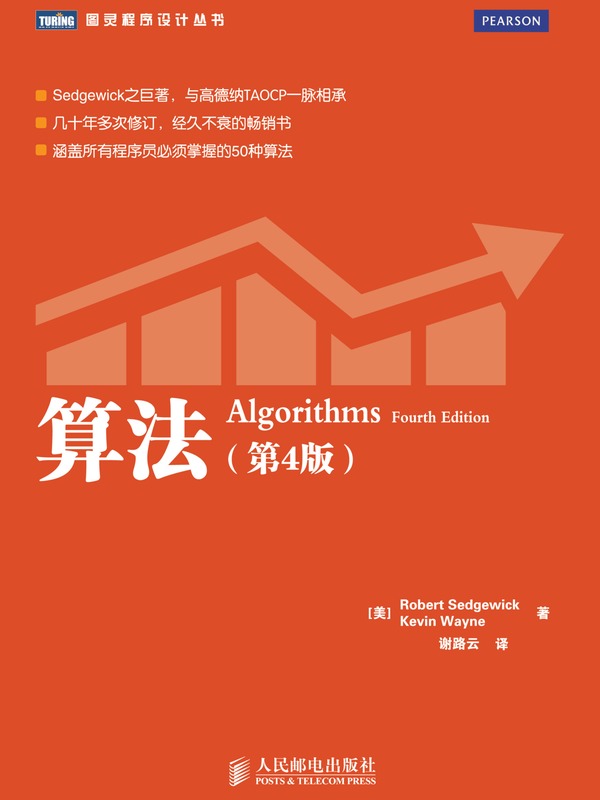 TURING 图灵程序设计丛书
PEARSON
Sedgewick之巨著，与高德纳TAOCP一脉相承
几十年多次修订，经久不衰的畅销书
涵盖所有程序员必须掌握的50种算法
算法
Algorithms Fourth Edition
（第4版）
[美] Robert Sedgewick
Kevin Wayne 著
谢路云 译
人民邮电出版社
POSTS & TELECOM PRESS